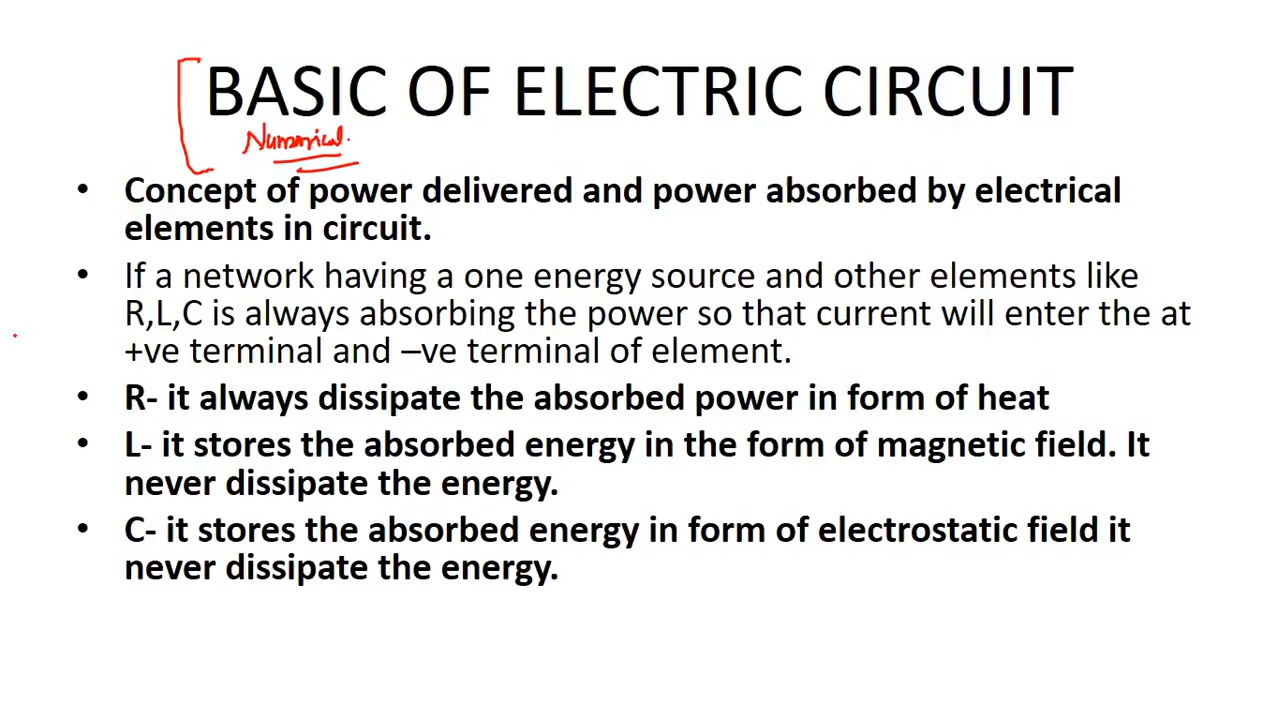 BASIC OF ELECTRIC CIRCUIT
Numerical.
• Concept of power delivered and power absorbed by electrical
elements in circuit.
• If a network having a one energy source and other elements like
R,L,C is always absorbing the power so that current will enter the at
+ve terminal and –ve terminal of element.
• R- it always dissipate the absorbed power in form of heat
• L- it stores the absorbed energy in the form of magnetic field. It
never dissipate the energy.
• C- it stores the absorbed energy in form of electrostatic field it
never dissipate the energy.